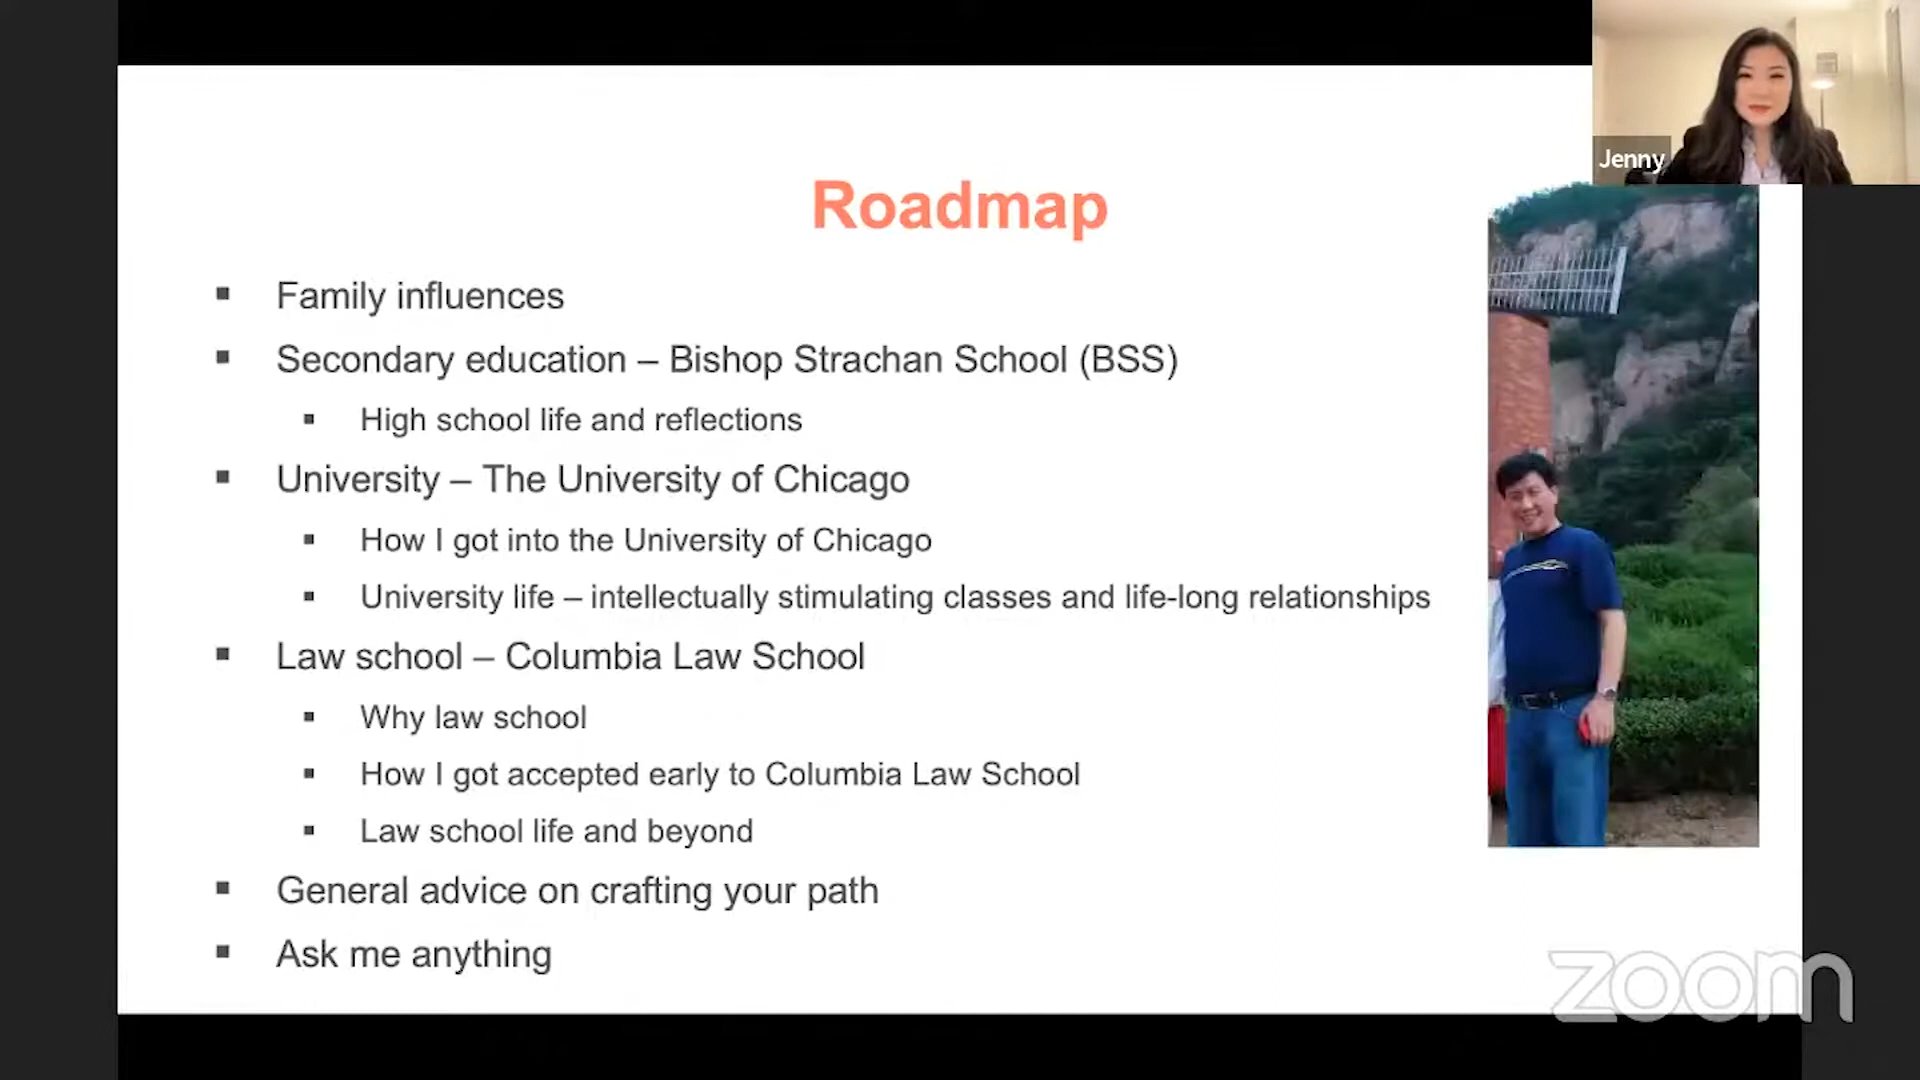 Jenny
Roadmap
Family influences
Secondary education – Bishop Strachan School (BSS)
High school life and reflections
University – The University of Chicago
How I got into the University of Chicago
University life – intellectually stimulating classes and life-long relationships
Law school – Columbia Law School
Why law school
How I got accepted early to Columbia Law School
Law school life and beyond
General advice on crafting your path
Ask me anything
zoom